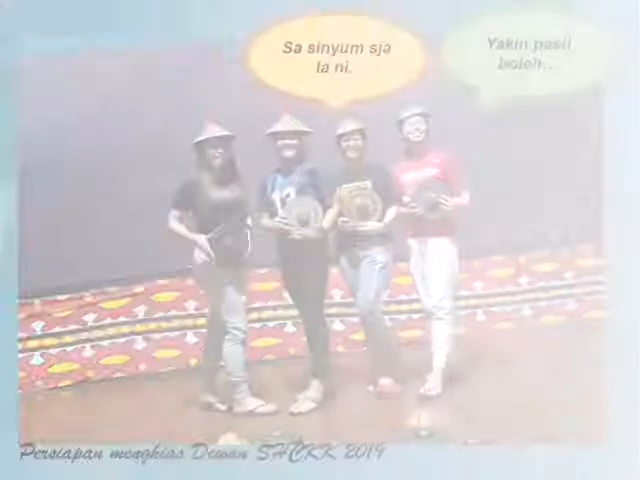 Sa sinyum sja
la ni.
Yakin pasti
boleh...
Persiapan menghias Dewan SHCKK 2019